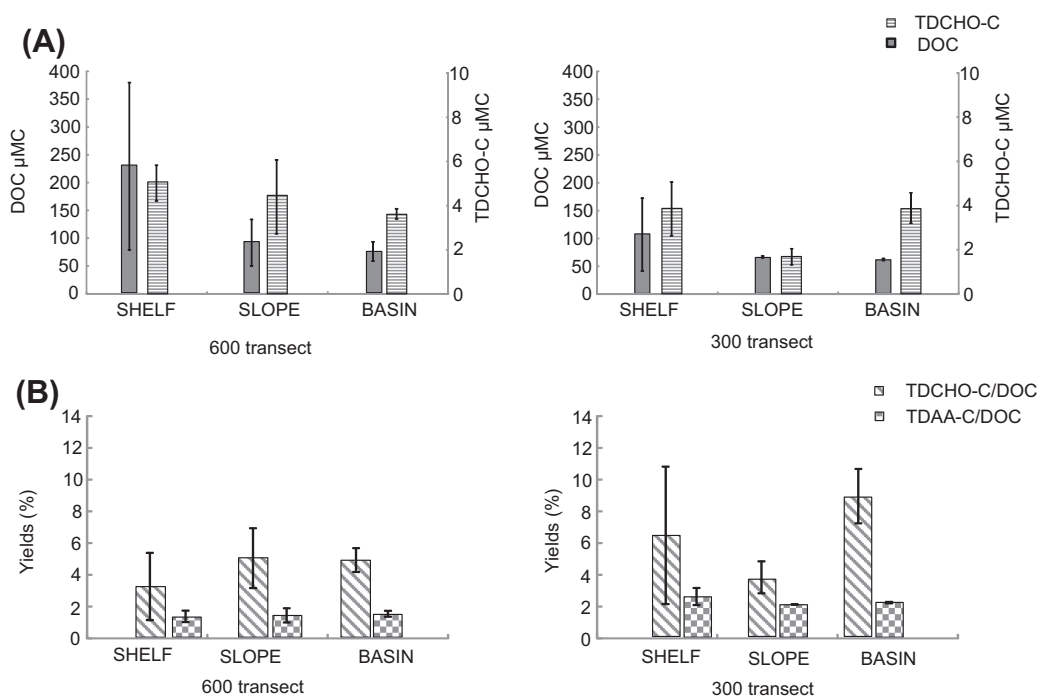 (A)
TDCHO-C
DOC
DOC µMC
400
350
300
250
200
150
100
50
0
10
8
6
4
2
0
TDCHO-C µMC
SHELF SLOPE BASIN
600 transect
DOC µMC
400
350
300
250
200
150
100
50
0
10
8
6
4
2
0
TDCHO-C µMC
SHELF SLOPE BASIN
300 transect
(B)
TDCHO-C/DOC
TDAA-C/DOC
Yields (%)
14
12
10
8
6
4
2
0
SHELF SLOPE BASIN
600 transect
Yields (%)
14
12
10
8
6
4
2
0
SHELF SLOPE BASIN
300 transect